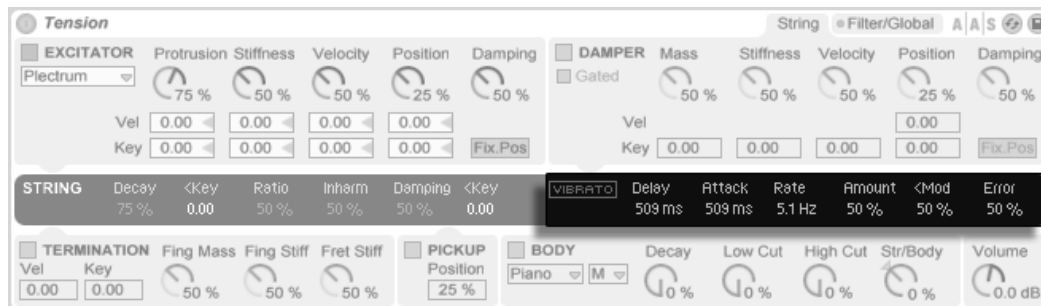 Tension String Filter/Global A A S
EXCITATOR Protrusion Stiffness Velocity Position Damping
Plectrum
75 % 50 % 50 % 25 % 50 %
Vel 0.00 0.00 0.00 0.00
Key 0.00 0.00 0.00 0.00 Fix.Pos
DAMPER Mass Stiffness Velocity Position Damping
Gated
50 % 50 % 50 % 25 % 50 %
Vel 0.00
Key 0.00 0.00 0.00 0.00 Fix.Pos
STRING Decay <Key Ratio Inharm Damping <Key
75 % 0.00 50 % 50 % 50 % 0.00
VIBRATO Delay Attack Rate Amount <Mod Error
509 ms 509 ms 5.1 Hz 50 % 50 % 50 %
TERMINATION Fing Mass Fing Stiff Fret Stiff
Vel Key
0.00 0.00 50 % 50 % 50 %
PICKUP
Position
25 %
BODY Decay Low Cut High Cut Str/Body Volume
Piano M
0 % 0 % 0 % 0 % 0.0 dB